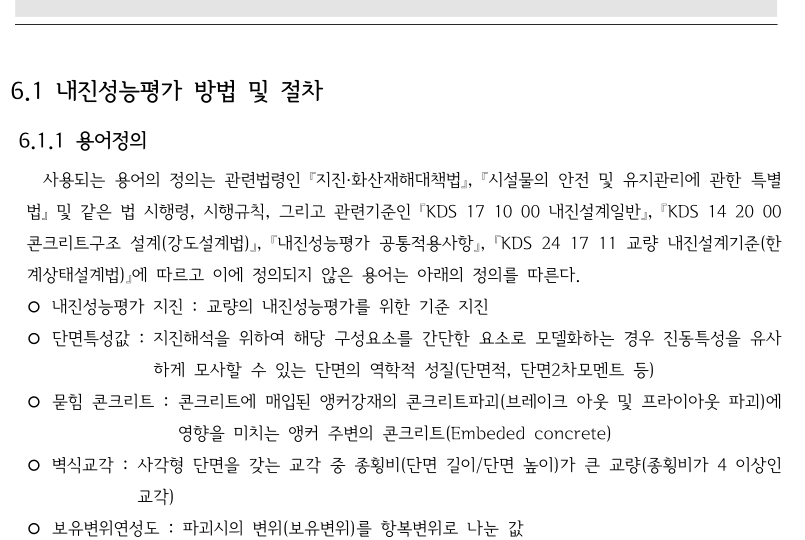 6.1 내진성능평가 방법 및 절차
6.1.1 용어정의
사용되는 용어의 정의는 관련법령인 『지진·화산재해대책법』, 『시설물의 안전 및 유지관리에 관한 특별
법』 및 같은 법 시행령, 시행규칙, 그리고 관련기준인 『KDS 17 10 00 내진설계일반』, 『KDS 14 20 00
콘크리트구조 설계(강도설계법)』, 『내진성능평가 공통적용사항』, 『KDS 24 17 11 교량 내진설계기준(한
계상태설계법)』에 따르고 이에 정의되지 않은 용어는 아래의 정의를 따른다.
○ 내진성능평가 지진 : 교량의 내진성능평가를 위한 기준 지진
○ 단면특성값 : 지진해석을 위하여 해당 구성요소를 간단한 요소로 모델화하는 경우 진동특성을 유사
하게 모사할 수 있는 단면의 역학적 성질(단면적, 단면2차모멘트 등)
○ 묻힘 콘크리트 : 콘크리트에 매입된 앵커강재의 콘크리트파괴(브레이크 아웃 및 프라이아웃 파괴)에
영향을 미치는 앵커 주변의 콘크리트(Embeded concrete)
○ 벽식교각 : 사각형 단면을 갖는 교각 중 종횡비(단면 길이/단면 높이)가 큰 교량(종횡비가 4 이상인
교각)
○ 보유변위연성도 : 파괴시의 변위(보유변위)를 항복변위로 나눈 값